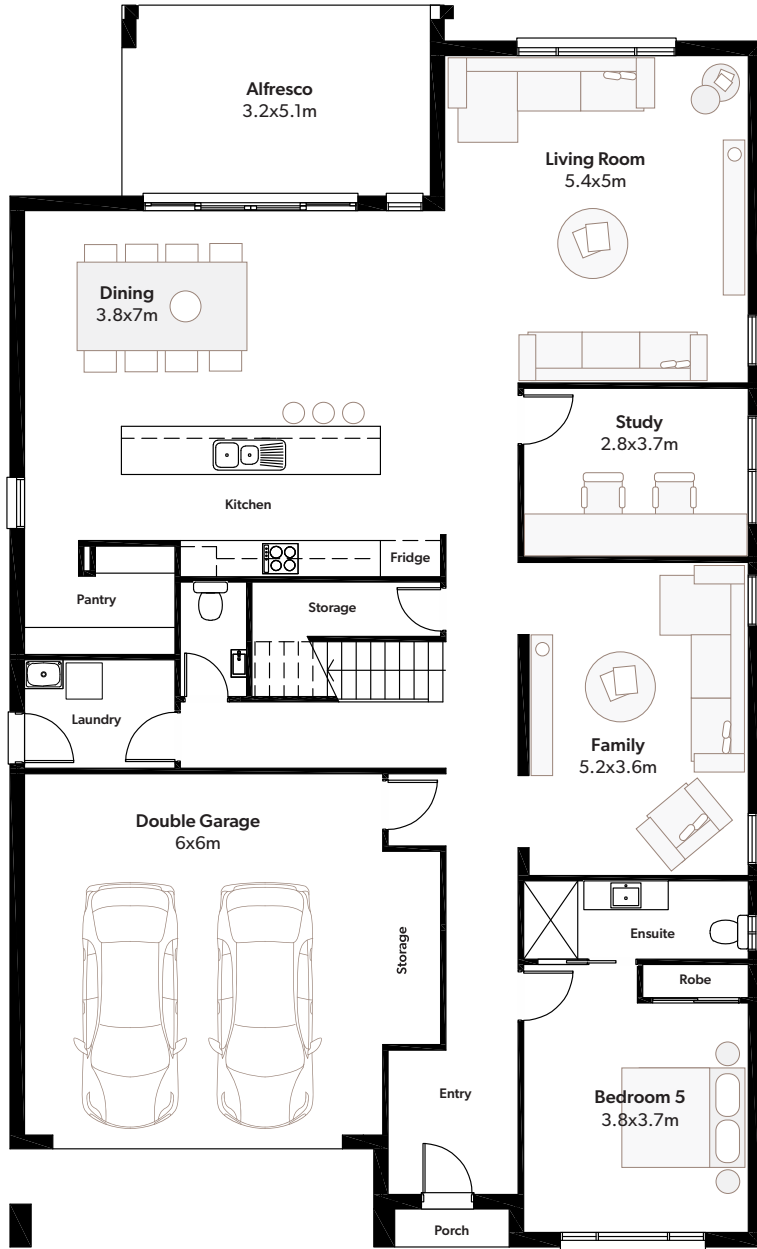 Alfresco
3.2x5.1m
Living Room
5.4x5m
Dining
3.8x7m
Study
2.8x3.7m
Kitchen
Fridge
Pantry
Storage
Laundry
Family
5.2x3.6m
Double Garage
6x6m
Storage
Ensuite
Robe
Entry
Bedroom 5
3.8x3.7m
Porch